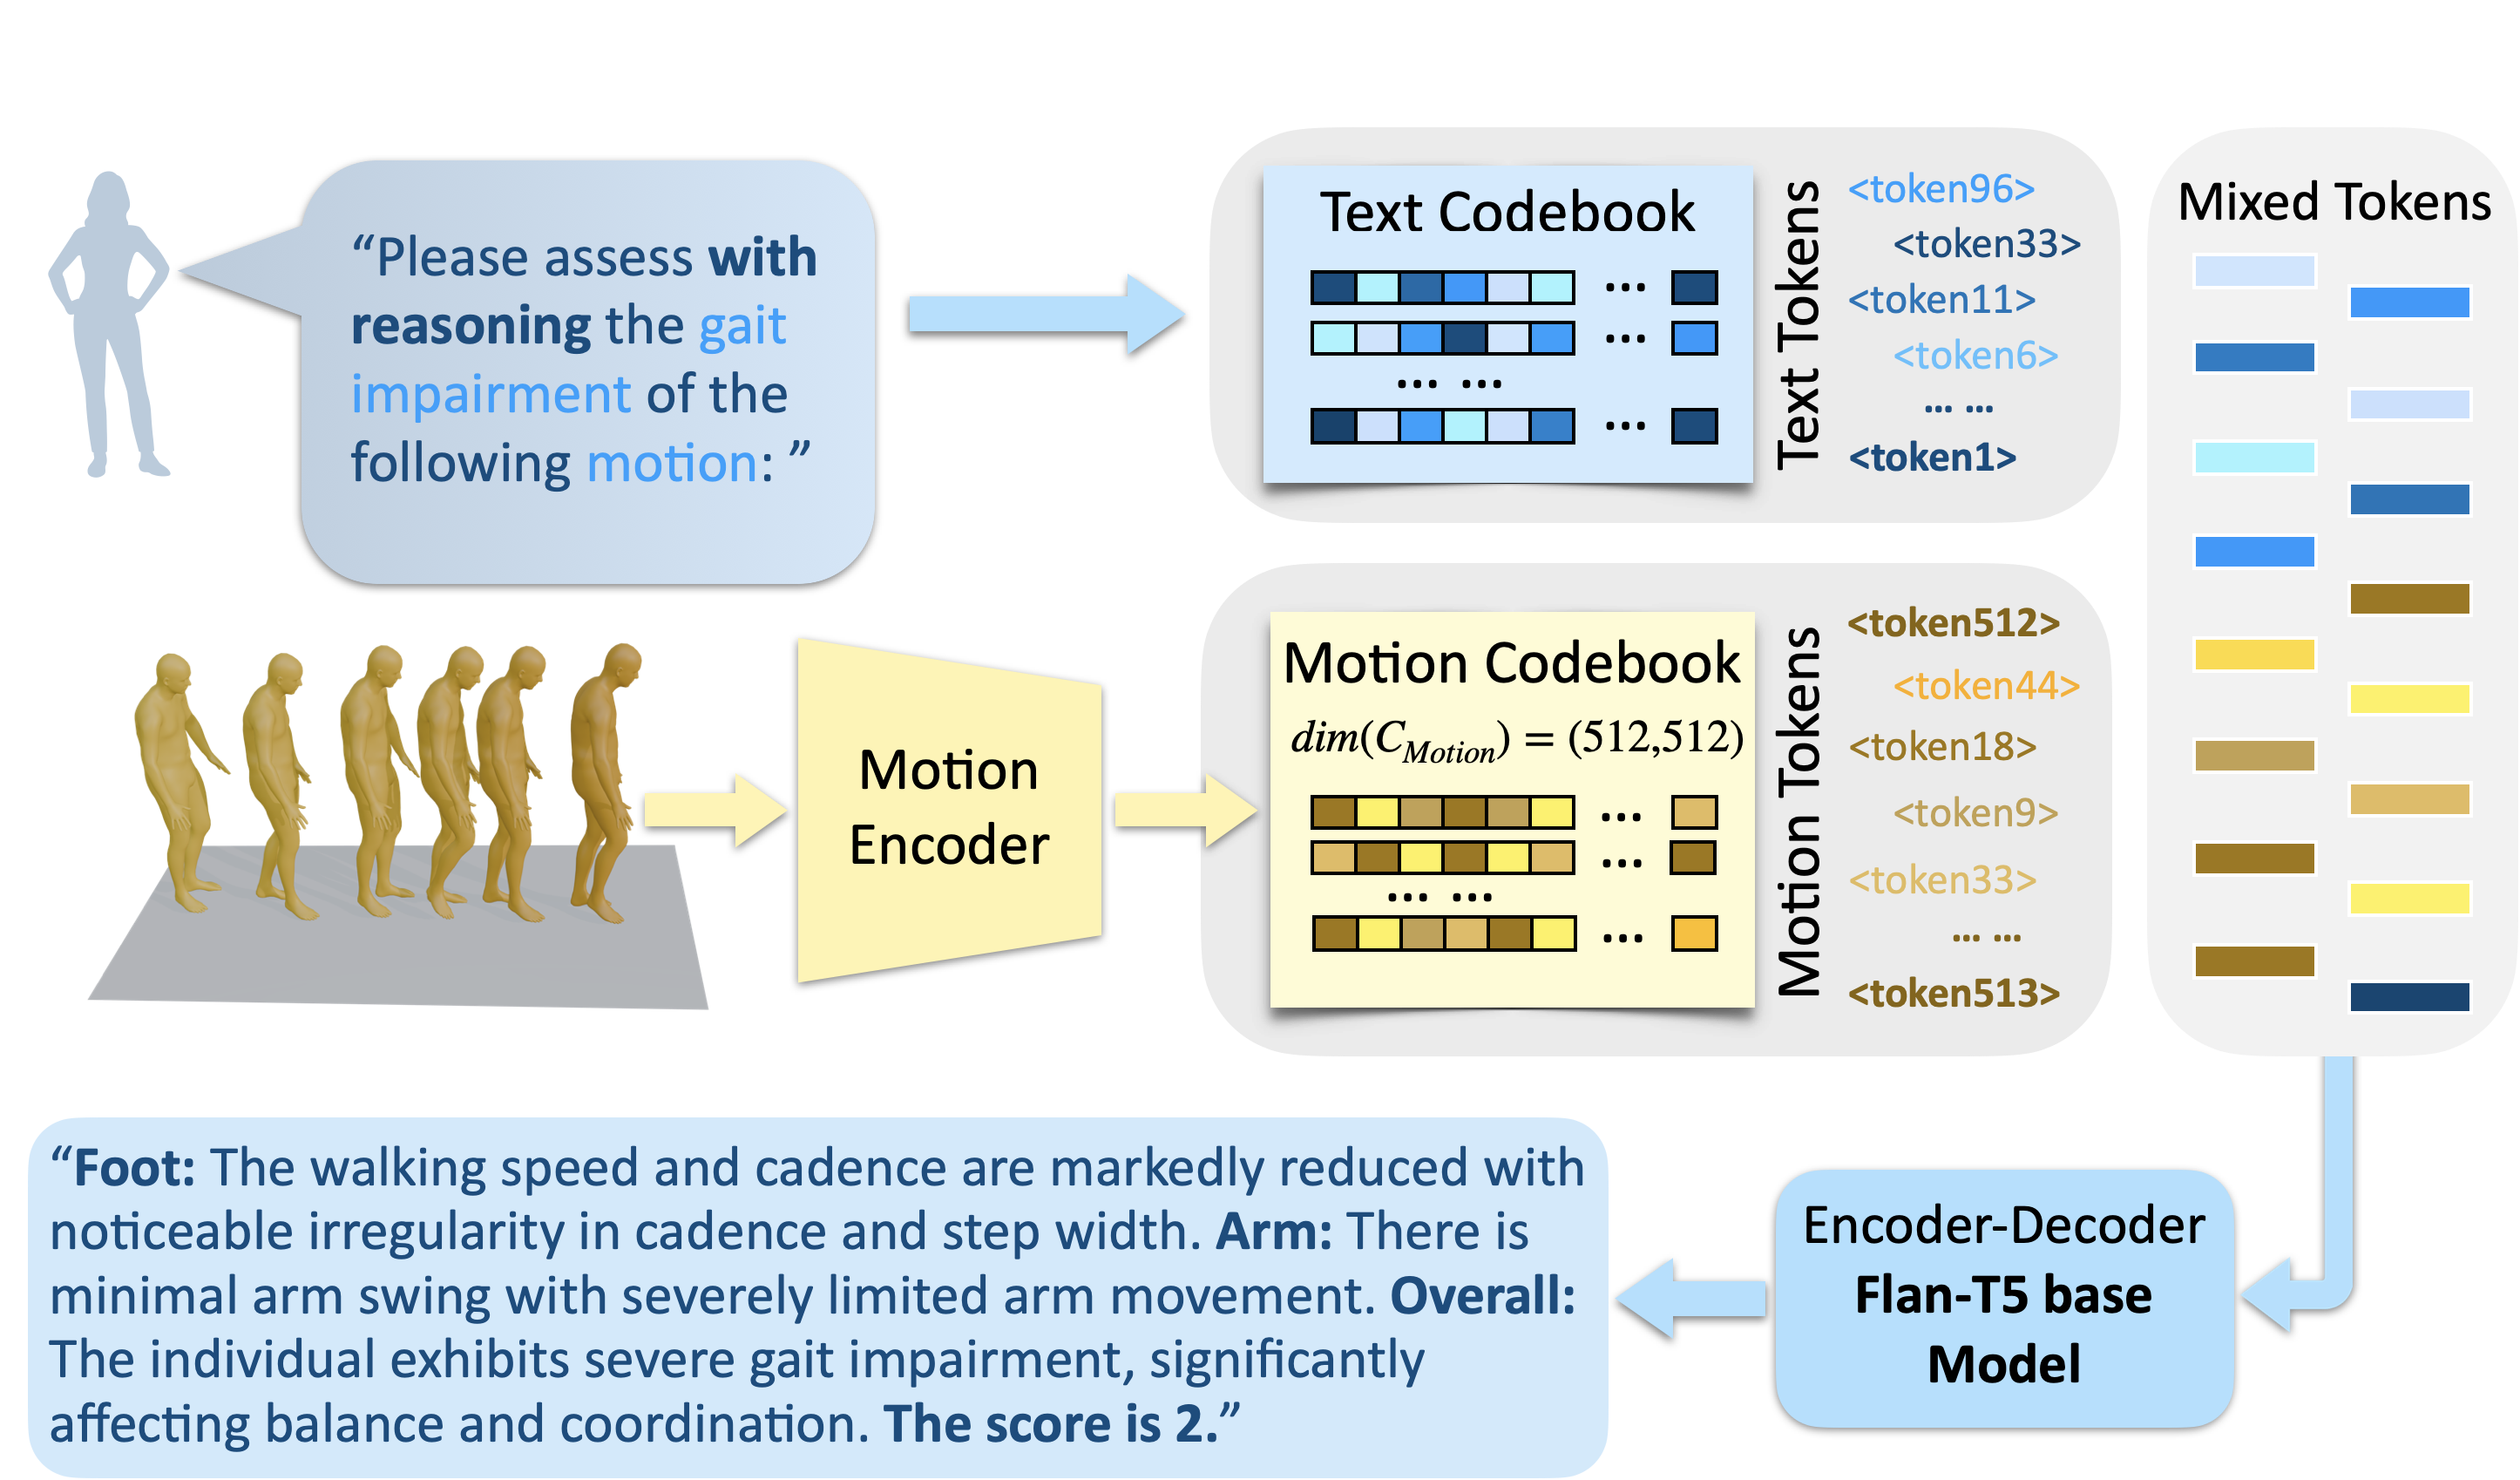 “Please assess with
reasoning the gait
impairment of the
following motion: ”
Text Codebook
... 
...
... ...
...
Text Tokens
<token96>
<token33>
<token11>
<token6>
... ...
<token1>
Mixed Tokens
Motion
Encoder
Motion Codebook
dim(C_Motion) = (512,512)
...
...
... ...
...
Motion Tokens
<token512>
<token44>
<token18>
<token9>
<token33>
... ...
<token513>
Encoder-Decoder
Flan-T5 base
Model
“Foot: The walking speed and cadence are markedly reduced with
noticeable irregularity in cadence and step width. Arm: There is
minimal arm swing with severely limited arm movement. Overall:
The individual exhibits severe gait impairment, significantly
affecting balance and coordination. The score is 2.”